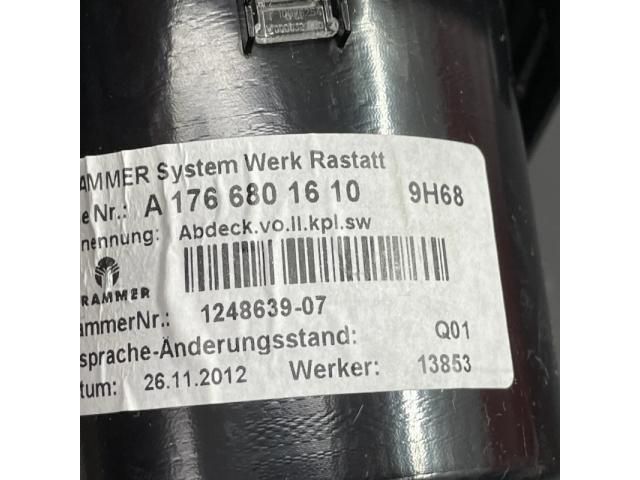 AMMER System Werk Rastatt
e Nr.: A 176 680 16 10 9H68
nennung: Abdeck.vo.ll.kpl.sw
RAMMER
ammerNr.: 1248639-07
sprache-Änderungsstand: Q01
tum: 26.11.2012 Werker: 13853